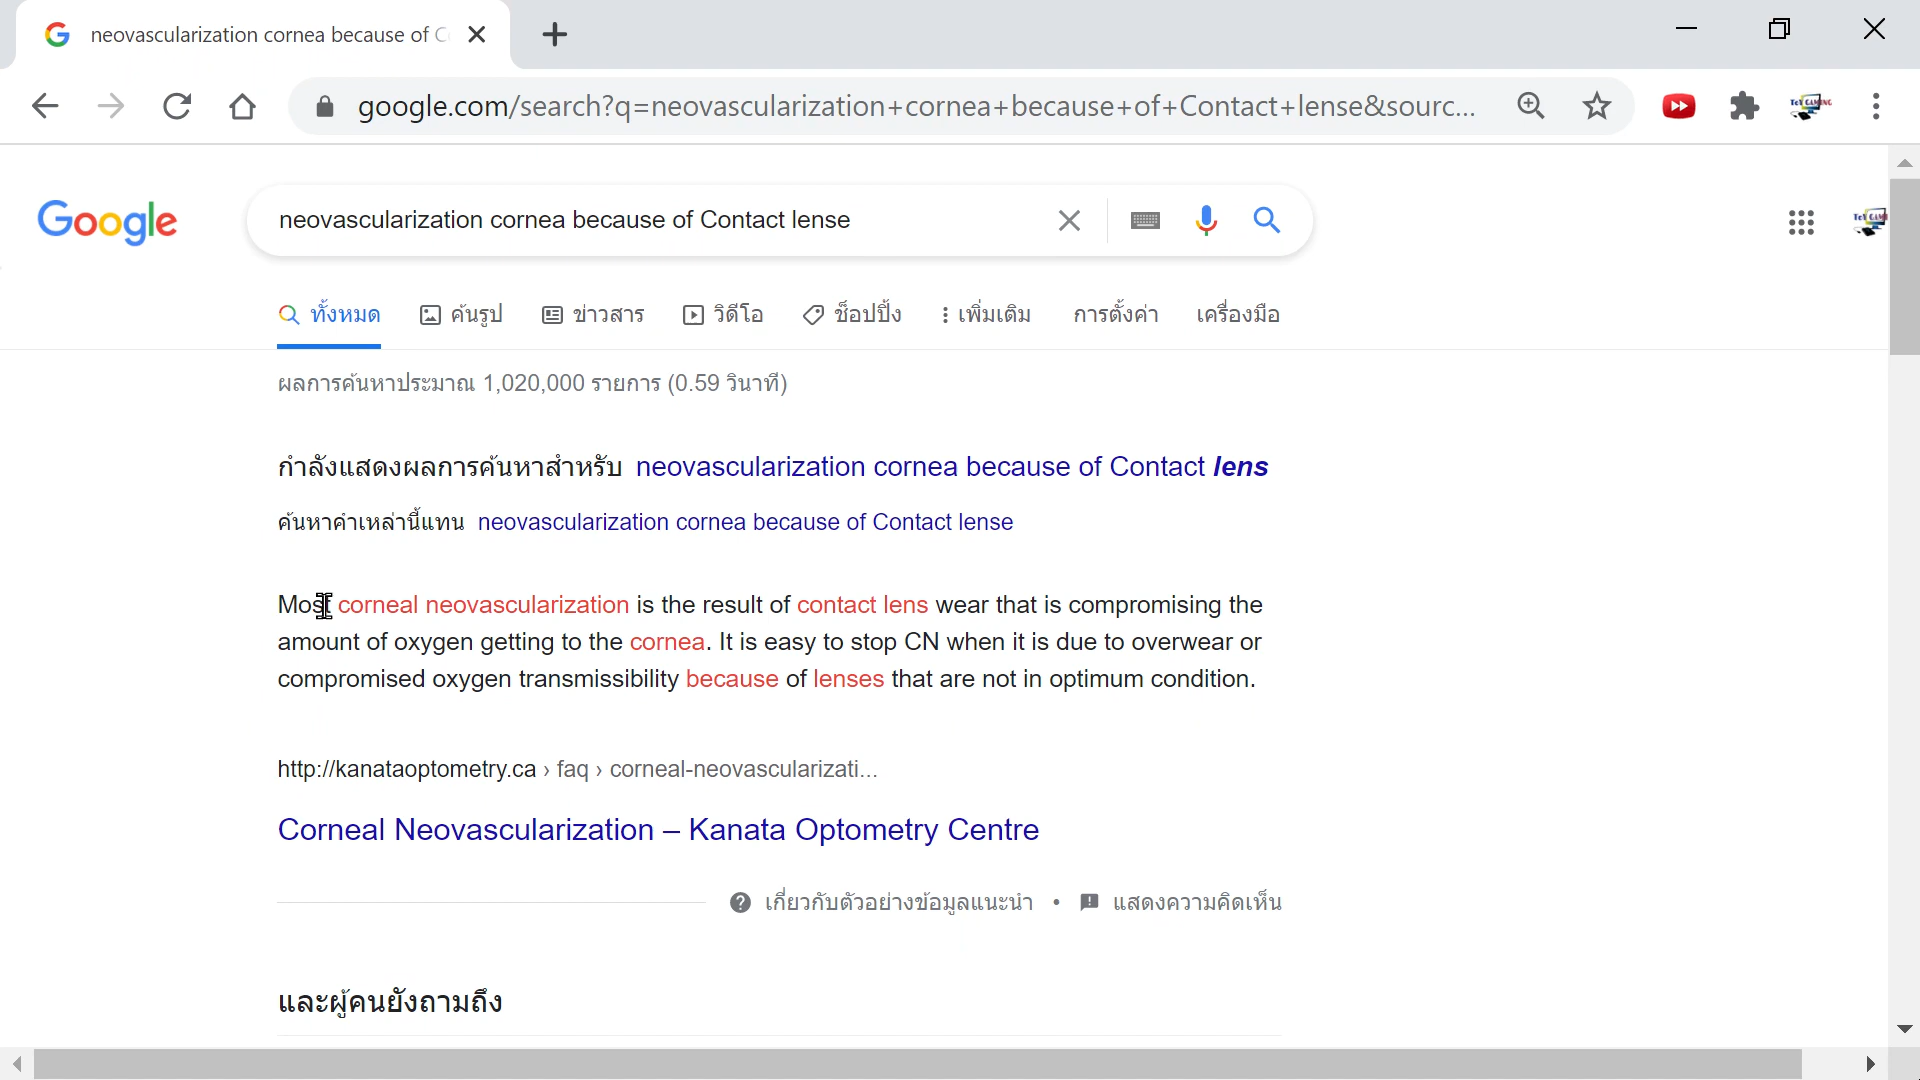 neovascularization cornea because of
google.com/search?q=neovascularization+cornea+because+of+Contact+lense&sourc...
Google
neovascularization cornea because of Contact lense
ทั้งหมด ค้นรูป ข่าวสาร วิดีโอ ช็อปปิ้ง เพิ่มเติม การตั้งค่า เครื่องมือ
ผลการค้นหาประมาณ 1,020,000 รายการ (0.59 วินาที)
กำลังแสดงผลการค้นหาสำหรับ neovascularization cornea because of Contact lens
ค้นหาคำเหล่านี้แทน neovascularization cornea because of Contact lense
Most corneal neovascularization is the result of contact lens wear that is compromising the
amount of oxygen getting to the cornea. It is easy to stop CN when it is due to overwear or
compromised oxygen transmissibility because of lenses that are not in optimum condition.
http://kanataoptometry.ca › faq › corneal-neovascularizati...
Corneal Neovascularization – Kanata Optometry Centre
เกี่ยวกับตัวอย่างข้อมูลแนะนำ • แสดงความคิดเห็น
และผู้คนยังถามถึง